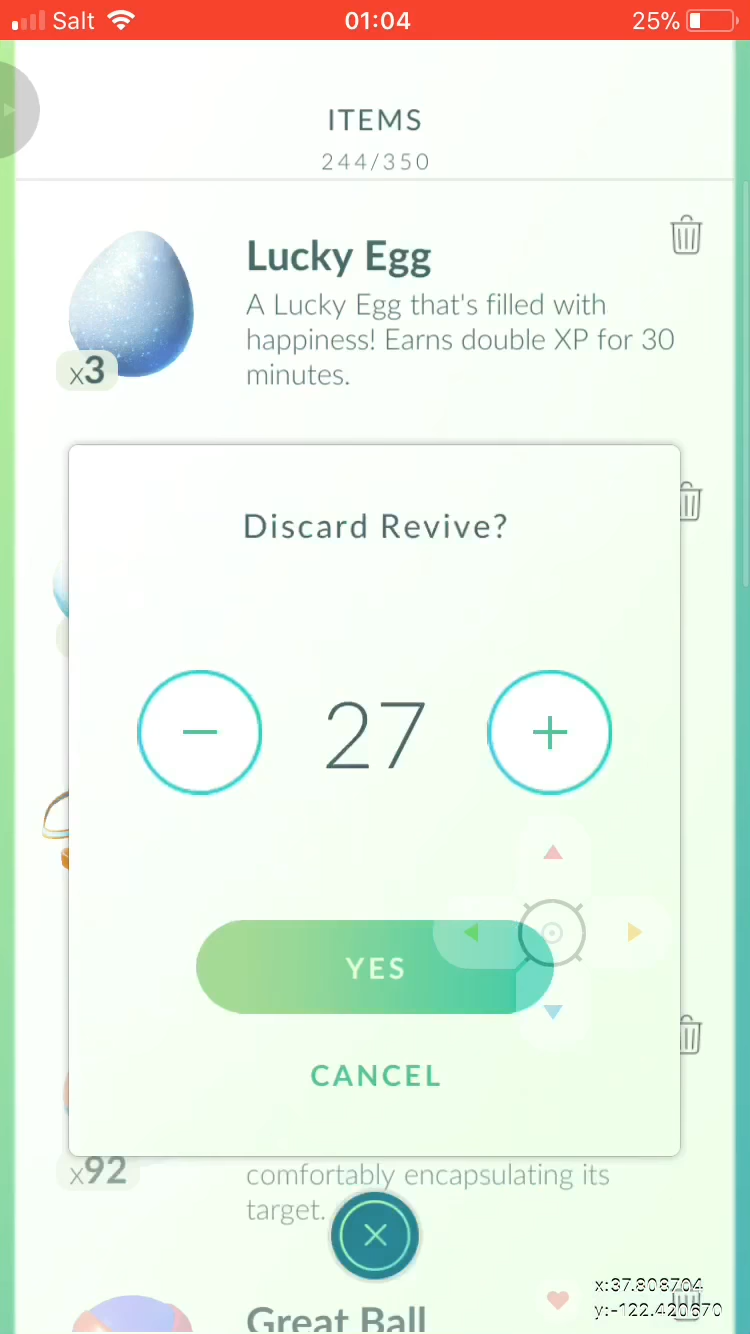 Salt 01:04 25%
ITEMS
244/350
Lucky Egg
A Lucky Egg that's filled with
happiness! Earns double XP for 30
minutes.
x3
Discard Revive?
− 27 +
YES
CANCEL
x92
comfortably encapsulating its
target.
Great Ball
x:37.808704
y:-122.420670